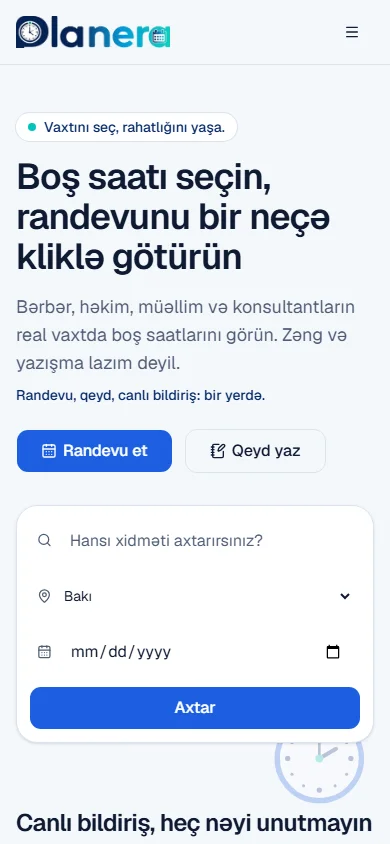 Planera
Vaxtını seç, rahatlığını yaşa.
Boş saatı seçin,
randevunu bir neçə
kliklə götürün
Bərbər, həkim, müəllim və konsultantların
real vaxtda boş saatlarını görün. Zəng və
yazışma lazım deyil.
Randevu, qeyd, canlı bildiriş: bir yerdə.
Randevu et
Qeyd yaz
Hansı xidməti axtarırsınız?
Bakı
mm/dd/yyyy
Axtar
Canlı bildiriş, heç nəyi unutmayın